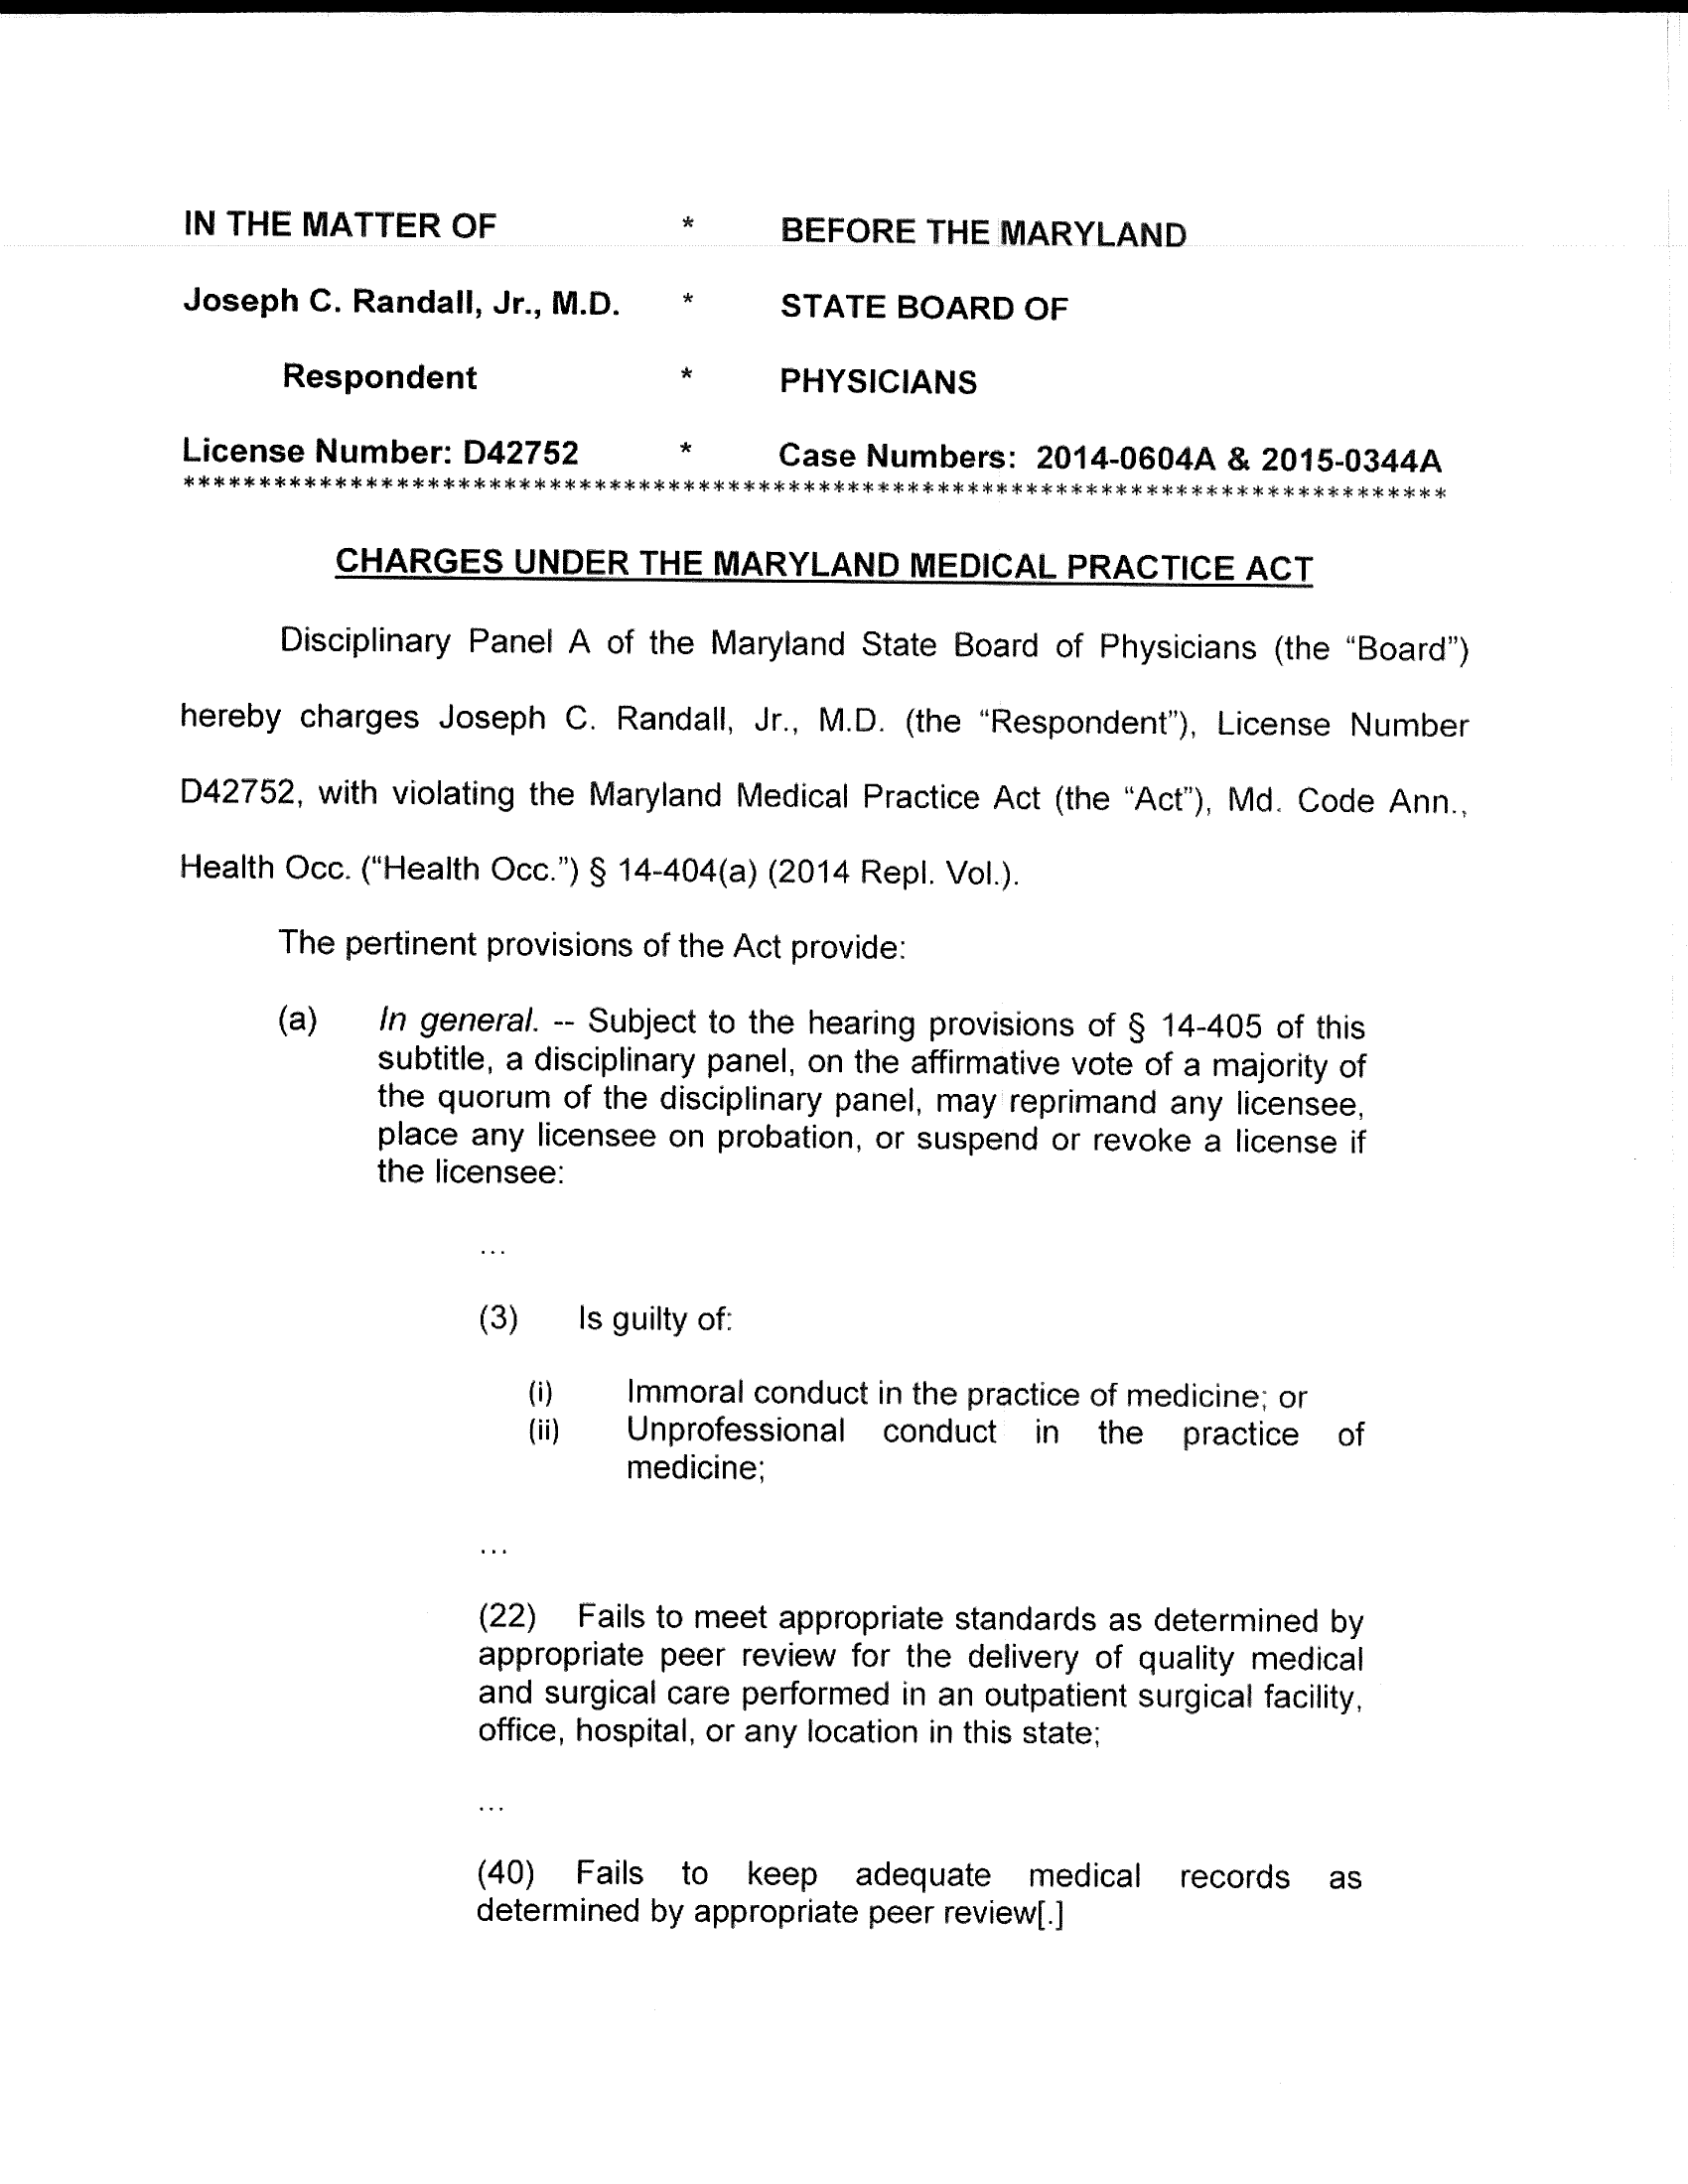 IN THE MATTER OF * BEFORE THE MARYLAND
Joseph C. Randall, Jr., M.D. * STATE BOARD OF
Respondent * PHYSICIANS
License Number: D42752 * Case Numbers: 2014-0604A & 2015-0344A
************************************************************************************
CHARGES UNDER THE MARYLAND MEDICAL PRACTICE ACT
Disciplinary Panel A of the Maryland State Board of Physicians (the “Board”)
hereby charges Joseph C. Randall, Jr., M.D. (the “Respondent”), License Number
D42752, with violating the Maryland Medical Practice Act (the “Act”), Md. Code Ann.,
Health Occ. (“Health Occ.”) § 14-404(a) (2014 Repl. Vol.).
The pertinent provisions of the Act provide:
(a) In general. -- Subject to the hearing provisions of § 14-405 of this
subtitle, a disciplinary panel, on the affirmative vote of a majority of
the quorum of the disciplinary panel, may reprimand any licensee,
place any licensee on probation, or suspend or revoke a license if
the licensee:
...
(3) Is guilty of:
(i) Immoral conduct in the practice of medicine; or
(ii) Unprofessional conduct in the practice of
medicine;
...
(22) Fails to meet appropriate standards as determined by
appropriate peer review for the delivery of quality medical
and surgical care performed in an outpatient surgical facility,
office, hospital, or any location in this state;
...
(40) Fails to keep adequate medical records as
determined by appropriate peer review[.]